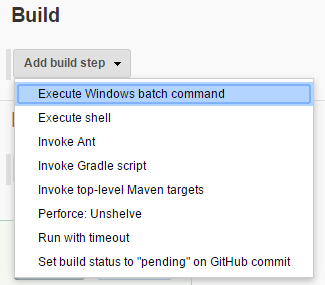 Build
Add build step
Execute Windows batch command
Execute shell
Invoke Ant
Invoke Gradle script
Invoke top-level Maven targets
Perforce: Unshelve
Run with timeout
Set build status to "pending" on GitHub commit